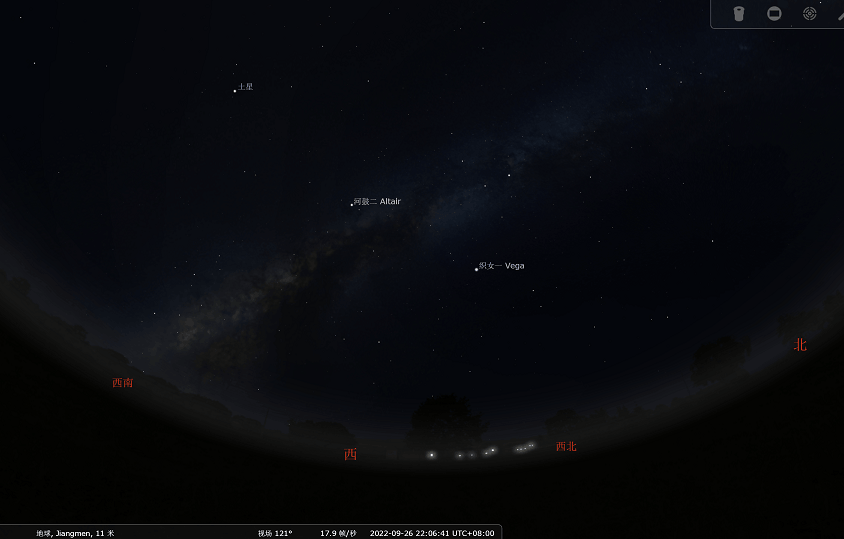 土星
河鼓二 Altair
织女一 Vega
北
西南
西
西北
地球, Jiangmen, 11 米 视场 121° 17.9 帧/秒 2022-09-26 22:06:41 UTC+08:00